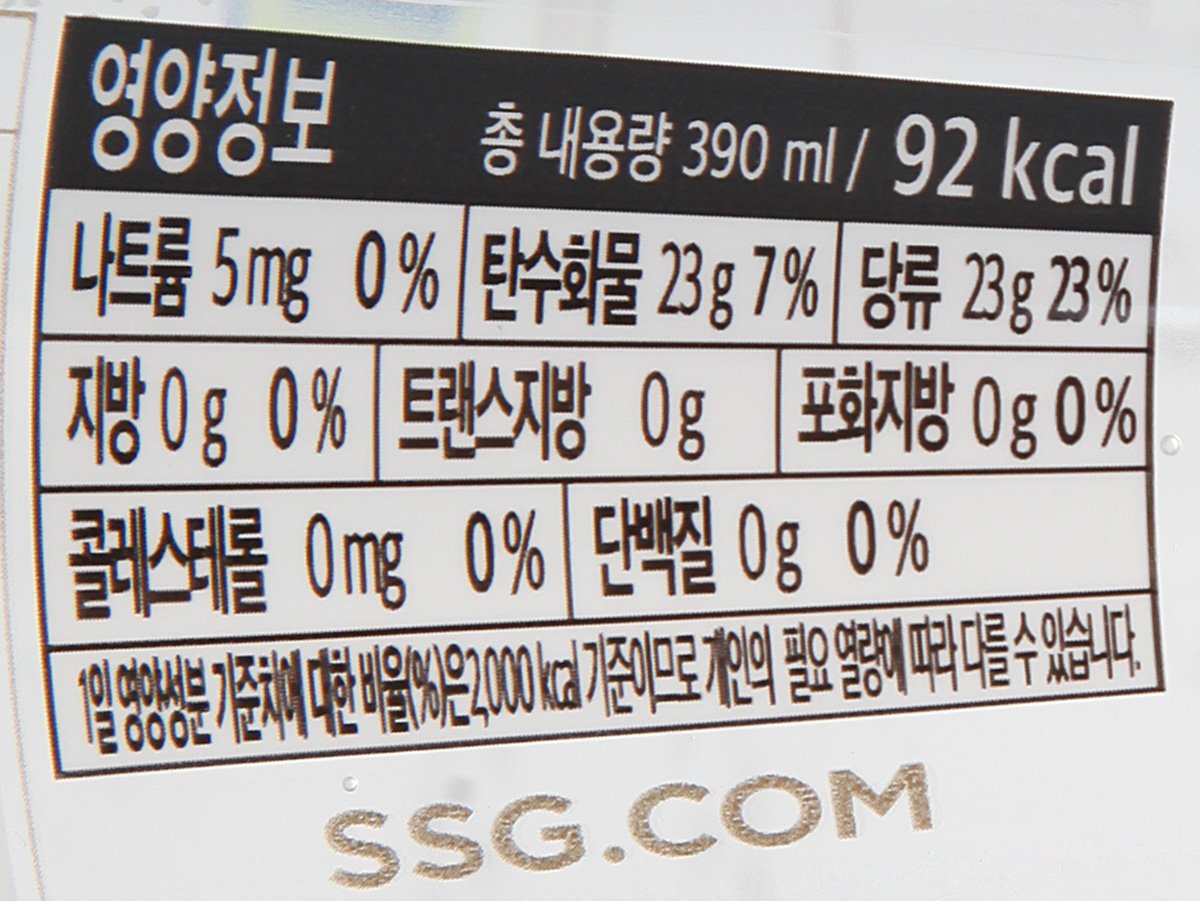 영양정보 총 내용량 390 ml / 92 kcal
나트륨 5mg 0% 탄수화물 23g 7% 당류 23g 23%
지방 0g 0% 트랜스지방 0g 포화지방 0g 0%
콜레스테롤 0mg 0% 단백질 0g 0%
1일 영양성분 기준치에 대한 비율(%)은 2,000 kcal 기준이므로 개인의 필요 열량에 따라 다를 수 있습니다.
SSG.COM